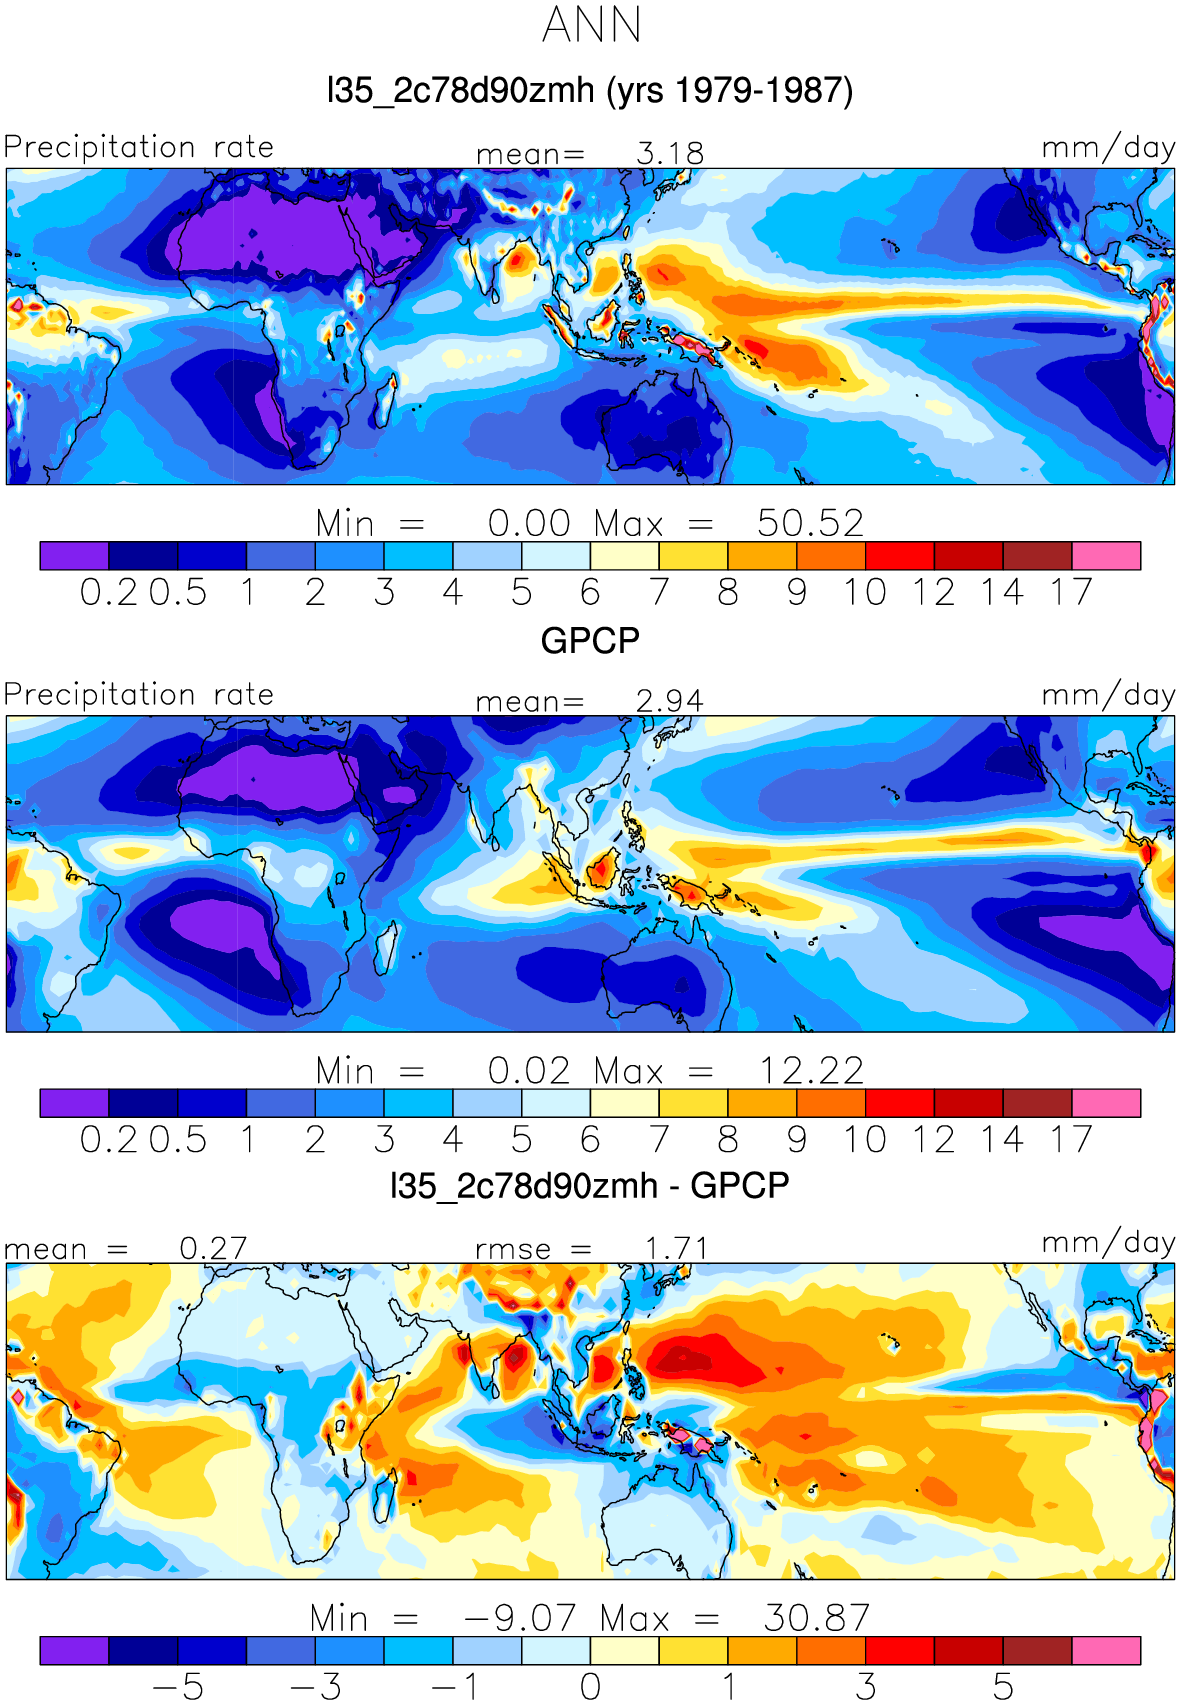 ANN
l35_2c78d90zmh (yrs 1979-1987)
Precipitation rate mean= 3.18 mm/day
Min = 0.00 Max = 50.52
0.2 0.5 1 2 3 4 5 6 7 8 9 10 12 14 17
GPCP
Precipitation rate mean= 2.94 mm/day
Min = 0.02 Max = 12.22
0.2 0.5 1 2 3 4 5 6 7 8 9 10 12 14 17
l35_2c78d90zmh - GPCP
mean = 0.27 rmse = 1.71 mm/day
Min = −9.07 Max = 30.87
−5 −3 −1 0 1 3 5